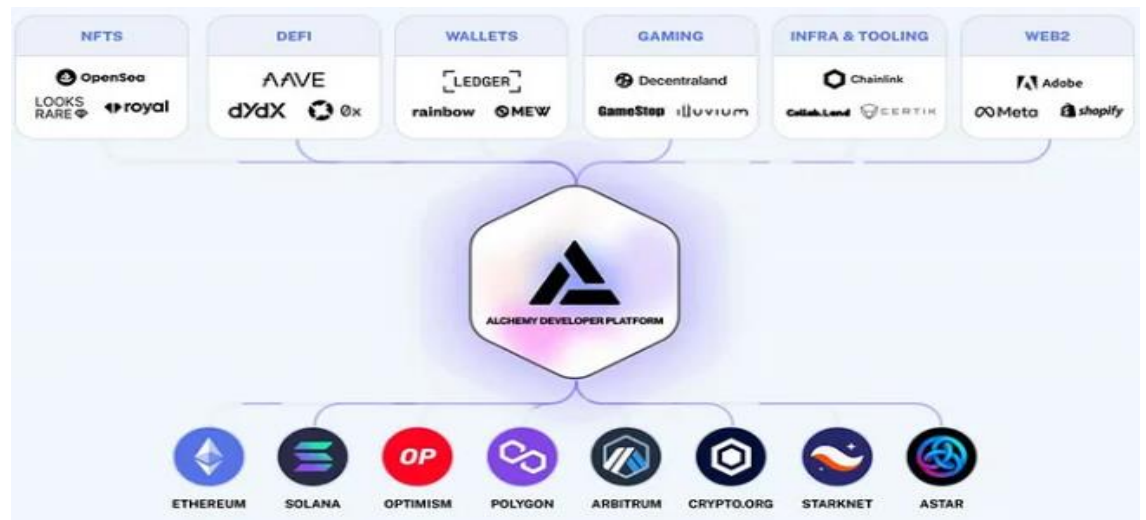 NFTS
DEFI
WALLETS
GAMING
INFRA & TOOLING
WEB2
OpenSea
LOOKS
RARE
royal
AAVE
dYdX
0x
LEDGER
rainbow
MEW
Decentraland
GameStop
illuvium
Chainlink
Collab.Land
CERTIK
Adobe
Meta
shopify
ALCHEMY DEVELOPER PLATFORM
OP
ETHEREUM
SOLANA
OPTIMISM
POLYGON
ARBITRUM
CRYPTO.ORG
STARKNET
ASTAR